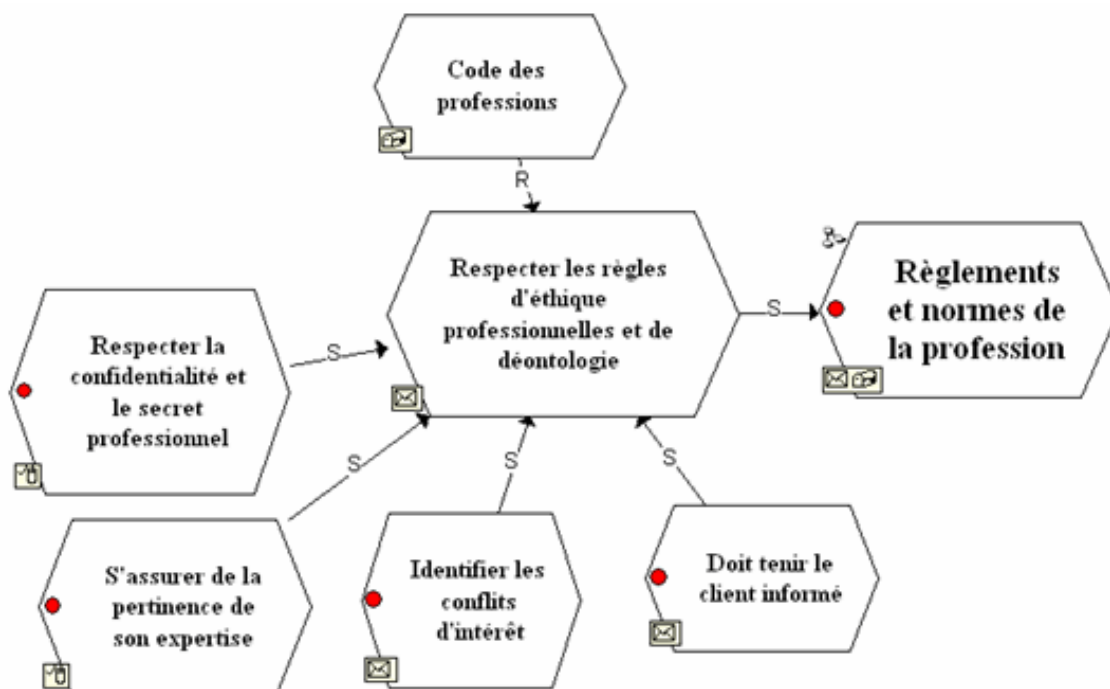 Code des
professions
R
Respecter les règles
d'éthique
professionnelles et de
déontologie
S
Règlements
et normes de
la profession
Respecter la
confidentialité et
le secret
professionnel
S
S'assurer de la
pertinence de
son expertise
S
Identifier les
conflits
d'intérêt
S
Doit tenir le
client informé
S